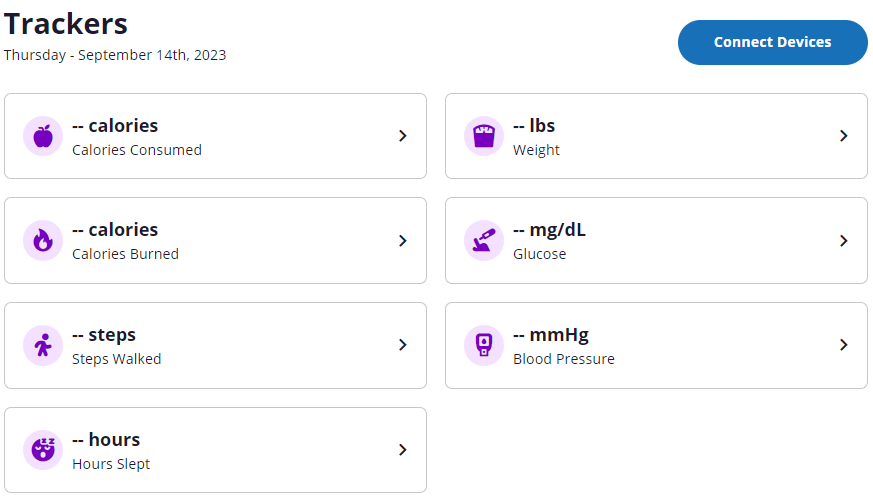 Trackers
Thursday - September 14th, 2023
Connect Devices
-- calories
Calories Consumed
-- lbs
Weight
-- calories
Calories Burned
-- mg/dL
Glucose
-- steps
Steps Walked
-- mmHg
Blood Pressure
-- hours
Hours Slept